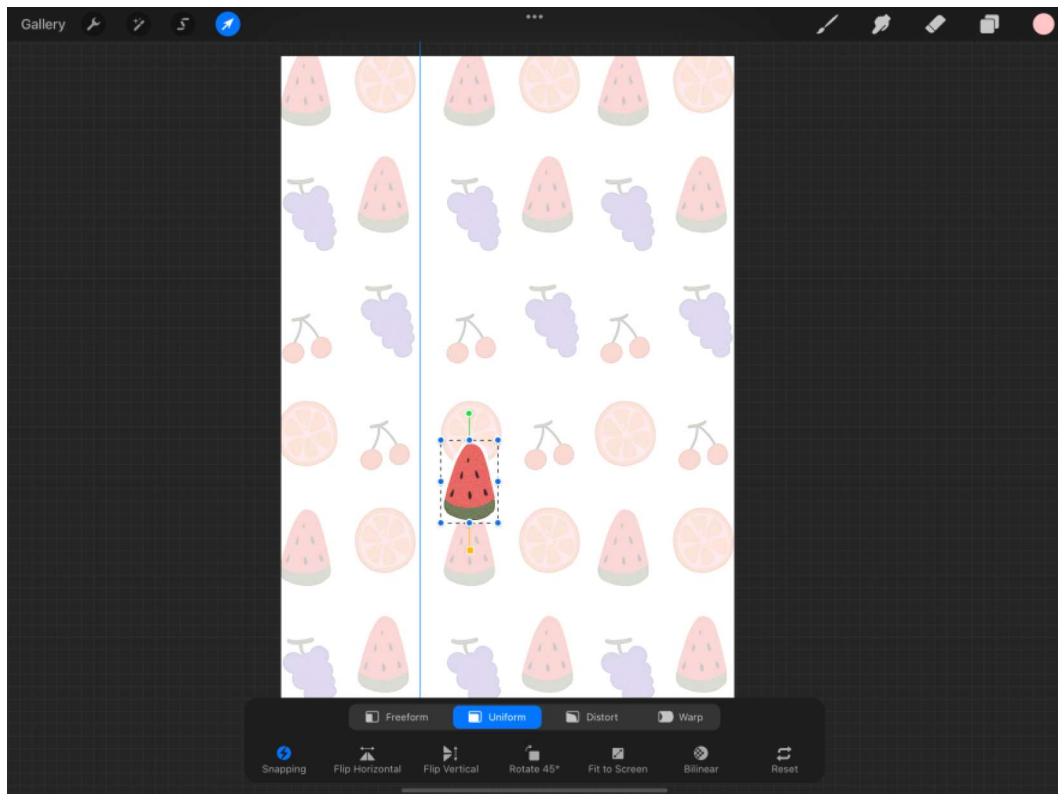 Gallery
Freeform Uniform Distort Warp
Snapping Flip Horizontal Flip Vertical Rotate 45° Fit to Screen Bilinear Reset